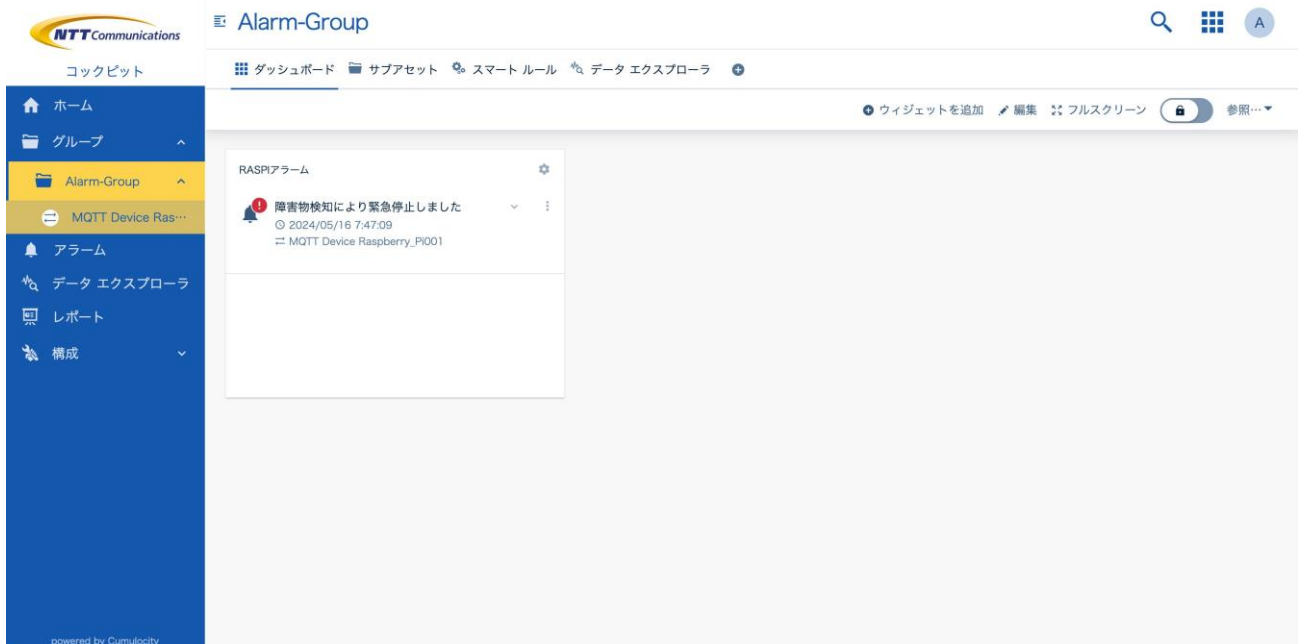 NTT Communications
コックピット
ホーム
グループ
Alarm-Group
MQTT Device Ras…
アラーム
データ エクスプローラ
レポート
構成
powered by Cumulocity
Alarm-Group
A
ダッシュボード サブアセット スマート ルール データ エクスプローラ
ウィジェットを追加 編集 フルスクリーン 参照…
RASPIアラーム
障害物検知により緊急停止しました
2024/05/16 7:47:09
MQTT Device Raspberry_Pi001